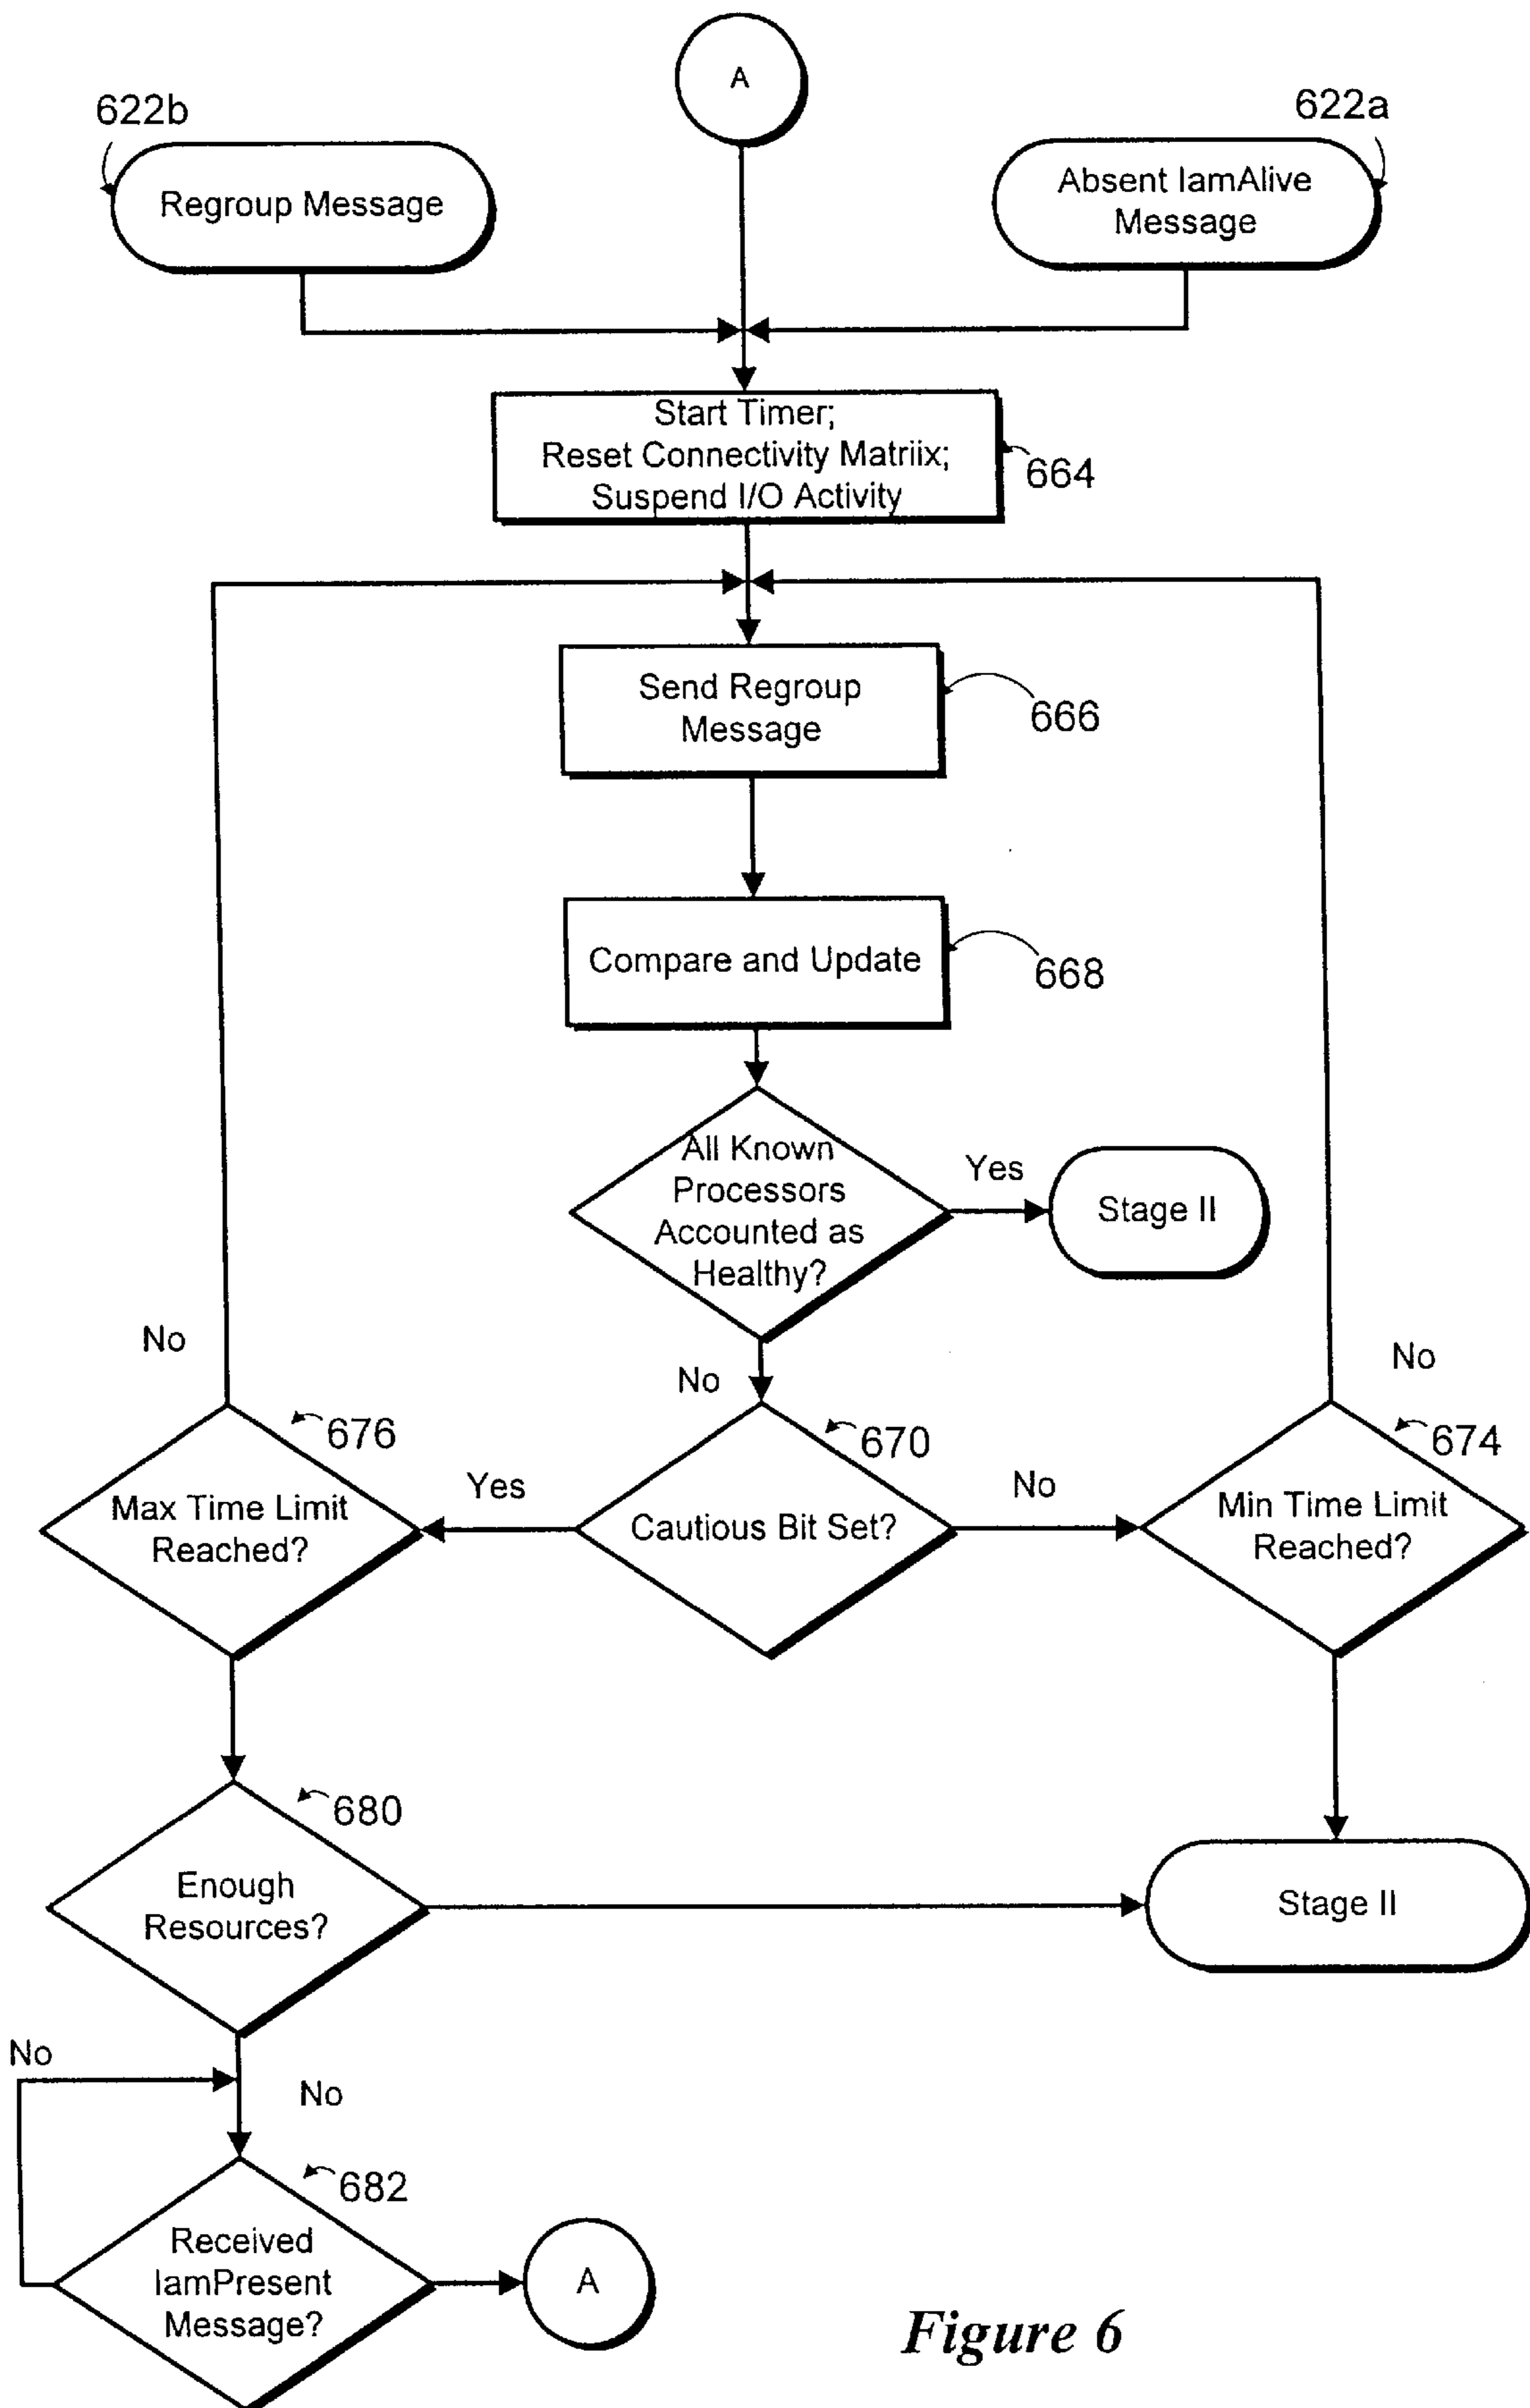 A
622b
622a
Regroup Message
Absent IamAlive
Message
Start Timer;
Reset Connectivity Matriix;
Suspend I/O Activity
664
Send Regroup
Message
666
Compare and Update
668
All Known
Processors
Accounted as
Healthy?
Yes
Stage II
No
No
No
676
670
674
Max Time Limit
Reached?
Yes
Cautious Bit Set?
No
Min Time Limit
Reached?
680
Enough
Resources?
Stage II
No
No
682
Received
IamPresent
Message?
A
Figure 6